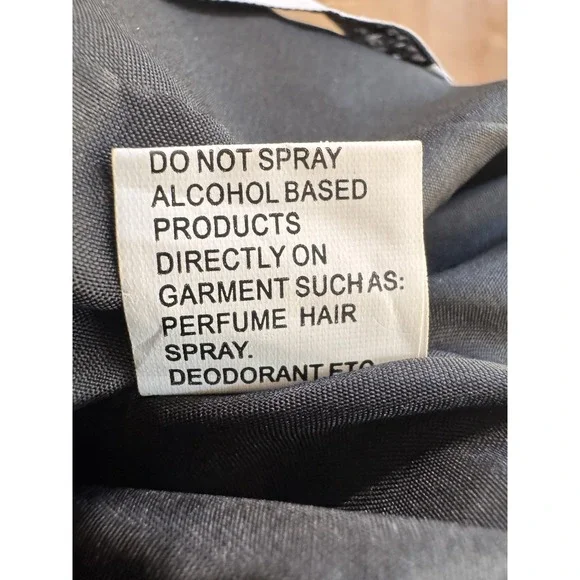 DO NOT SPRAY
ALCOHOL BASED
PRODUCTS
DIRECTLY ON
GARMENT SUCH AS:
PERFUME HAIR
SPRAY.
DEODORANT ETC